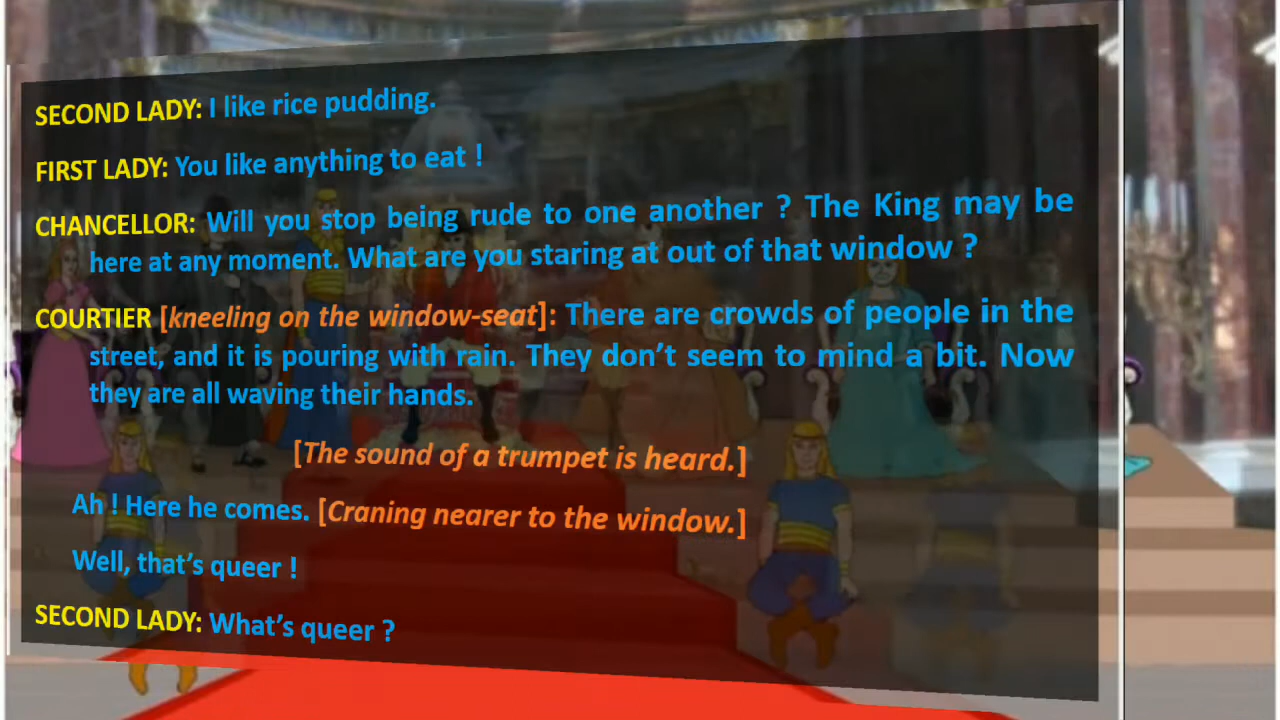 SECOND LADY: I like rice pudding.
FIRST LADY: You like anything to eat !
CHANCELLOR: Will you stop being rude to one another ? The King may be
here at any moment. What are you staring at out of that window ?
COURTIER [kneeling on the window-seat]: There are crowds of people in the
street, and it is pouring with rain. They don't seem to mind a bit. Now
they are all waving their hands.
[The sound of a trumpet is heard.]
Ah ! Here he comes. [Craning nearer to the window.]
Well, that's queer !
SECOND LADY: What's queer ?